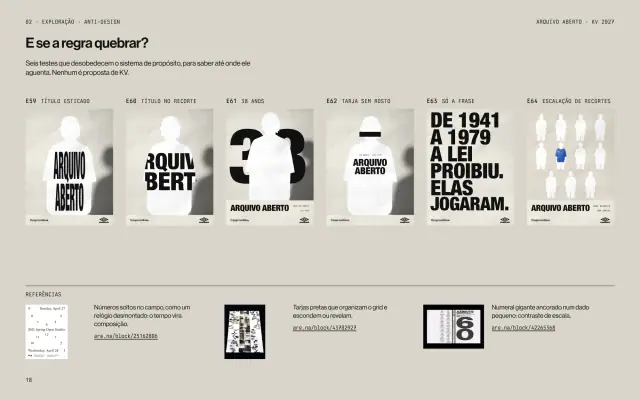 02 · EXPLORAÇÃO · ANTI-DESIGN
ARQUIVO ABERTO · KV 2027
E se a regra quebrar?
Seis testes que desobedecem o sistema de propósito, para saber até onde ele
aguenta. Nenhum é proposta de KV.
E59 TÍTULO ESTICADO
E60 TÍTULO NO RECORTE
E61 38 ANOS
E62 TARJA SEM ROSTO
E63 SÓ A FRASE
E64 ESCALAÇÃO DE RECORTES
ARQUIVO
ABERTO
RQUIV
BERT
38
ARQUIVO ABERTO
ARQUIVO
ABERTO
DE 1941
A 1979
A LEI
PROIBIU.
ELAS
JOGARAM.
ARQUIVO ABERTO
REFERÊNCIAS
Números soltos no campo, como um
relógio desmontado: o tempo vira
composição.
are.na/block/25162886
Tarjas pretas que organizam o grid e
escondem ou revelam.
are.na/block/43702927
60
Numeral gigante ancorado num dado
pequeno: contraste de escala.
are.na/block/42265368
18